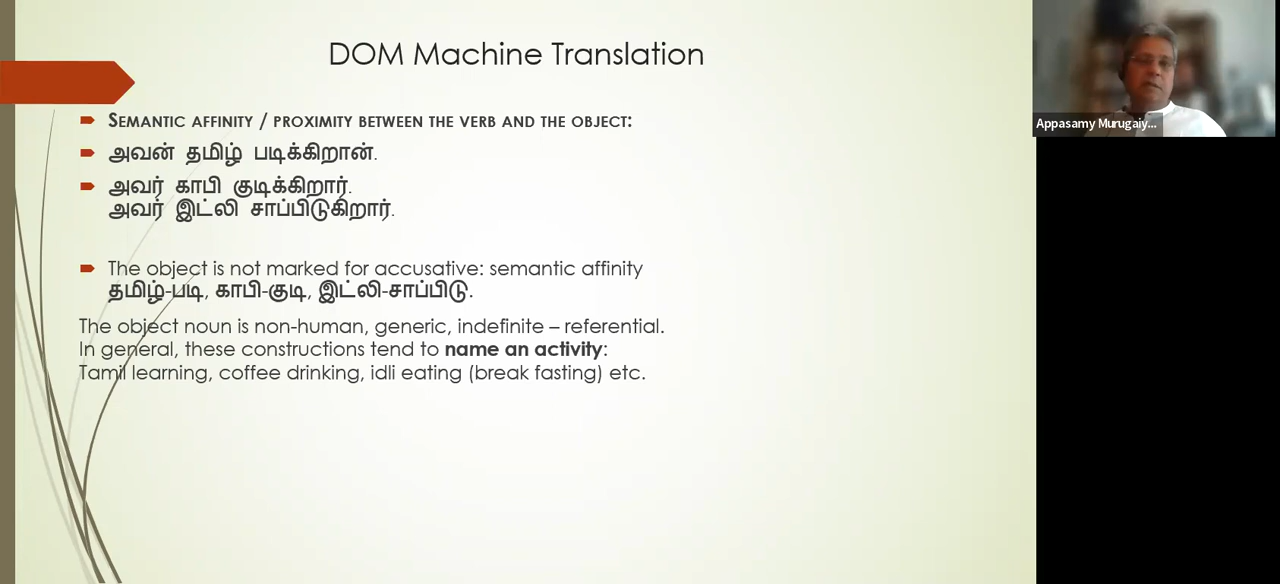 DOM Machine Translation
SEMANTIC AFFINITY / PROXIMITY BETWEEN THE VERB AND THE OBJECT:
அவன் தமிழ் படிக்கிறான்.
அவர் காபி குடிக்கிறார்.
அவர் இட்லி சாப்பிடுகிறார்.
The object is not marked for accusative: semantic affinity
தமிழ்-படி, காபி-குடி, இட்லி-சாப்பிடு.
The object noun is non-human, generic, indefinite – referential.
In general, these constructions tend to name an activity:
Tamil learning, coffee drinking, idli eating (break fasting) etc.
Appasamy Murugaiy...